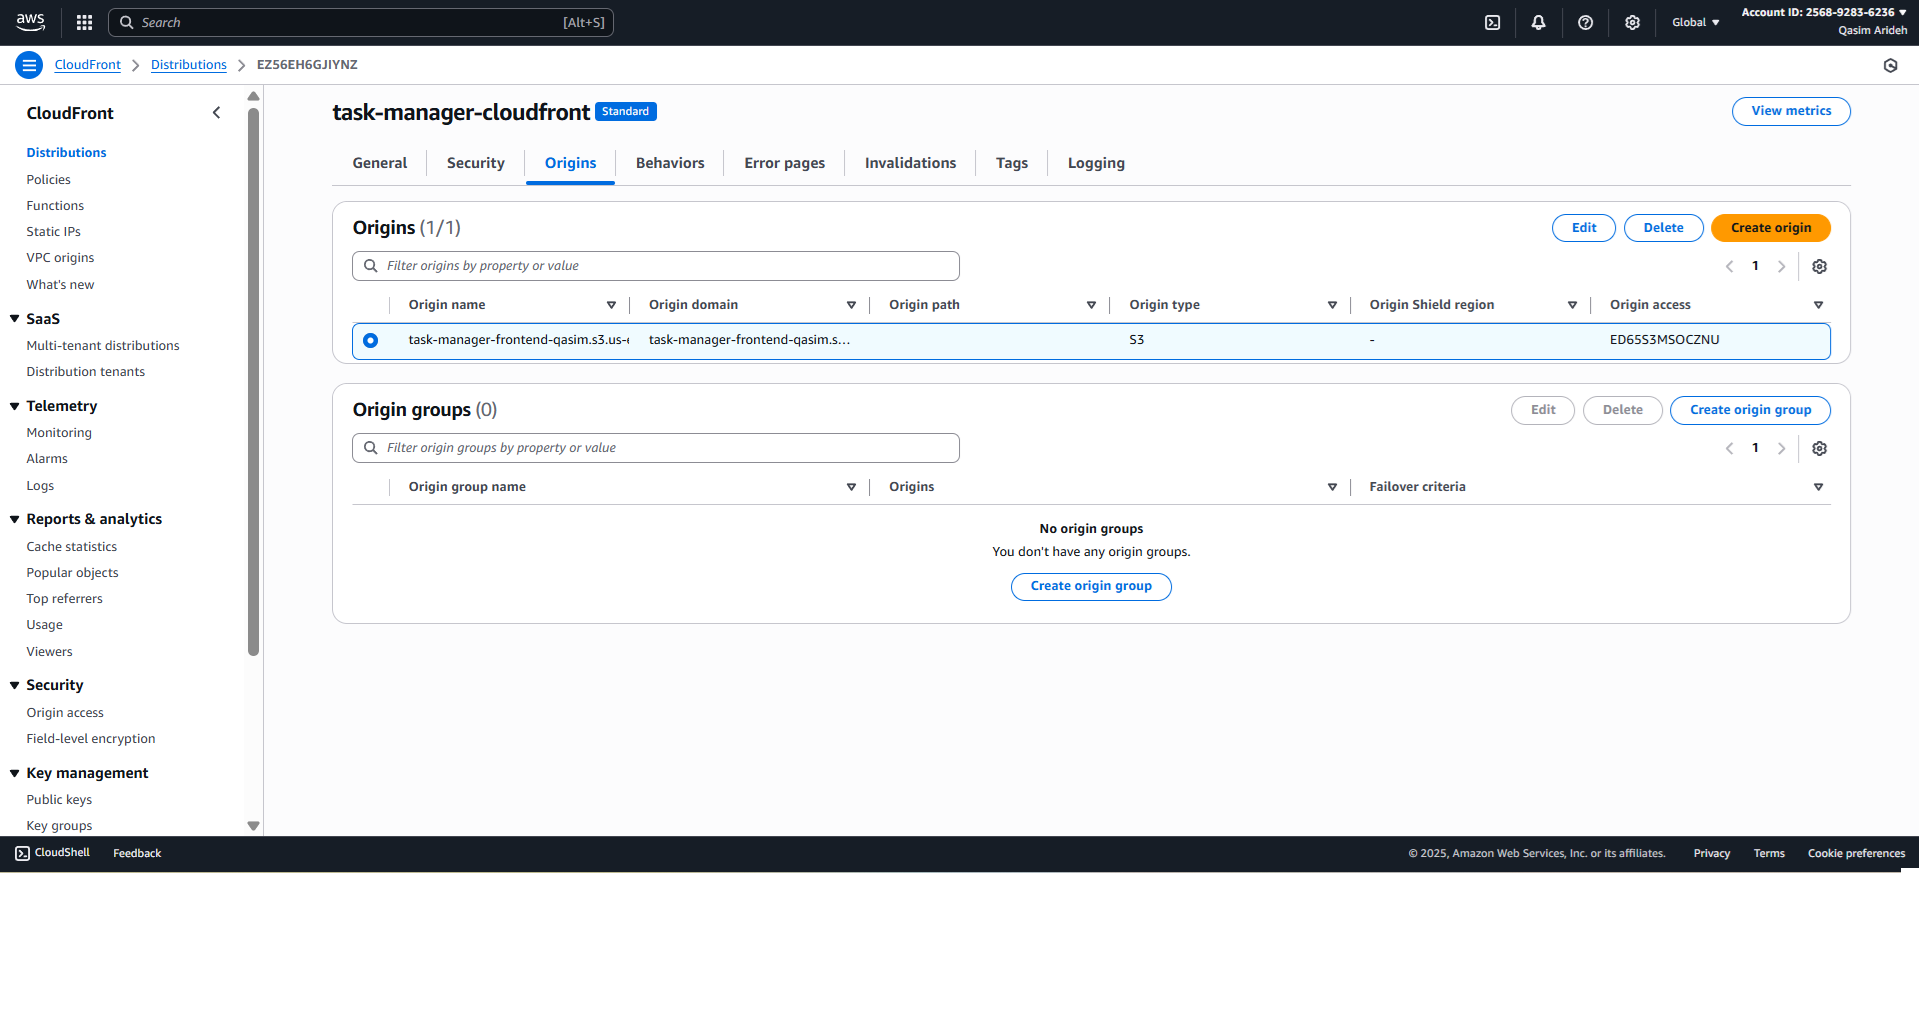 aws
Search
[Alt+S]
Global
Account ID: 2568-9283-6236
Qasim Arideh
CloudFront
Distributions
EZ56EH6GJIYNZ
CloudFront
Distributions
Policies
Functions
Static IPs
VPC origins
What's new
SaaS
Multi-tenant distributions
Distribution tenants
Telemetry
Monitoring
Alarms
Logs
Reports & analytics
Cache statistics
Popular objects
Top referrers
Usage
Viewers
Security
Origin access
Field-level encryption
Key management
Public keys
Key groups
task-manager-cloudfront
Standard
View metrics
General
Security
Origins
Behaviors
Error pages
Invalidations
Tags
Logging
Origins (1/1)
Edit
Delete
Create origin
Filter origins by property or value
1
Origin name
Origin domain
Origin path
Origin type
Origin Shield region
Origin access
task-manager-frontend-qasim.s3.us-
task-manager-frontend-qasim.s...
S3
-
ED65S3MSOCZNU
Origin groups (0)
Edit
Delete
Create origin group
Filter origin groups by property or value
1
Origin group name
Origins
Failover criteria
No origin groups
You don't have any origin groups.
Create origin group
CloudShell
Feedback
© 2025, Amazon Web Services, Inc. or its affiliates.
Privacy
Terms
Cookie preferences